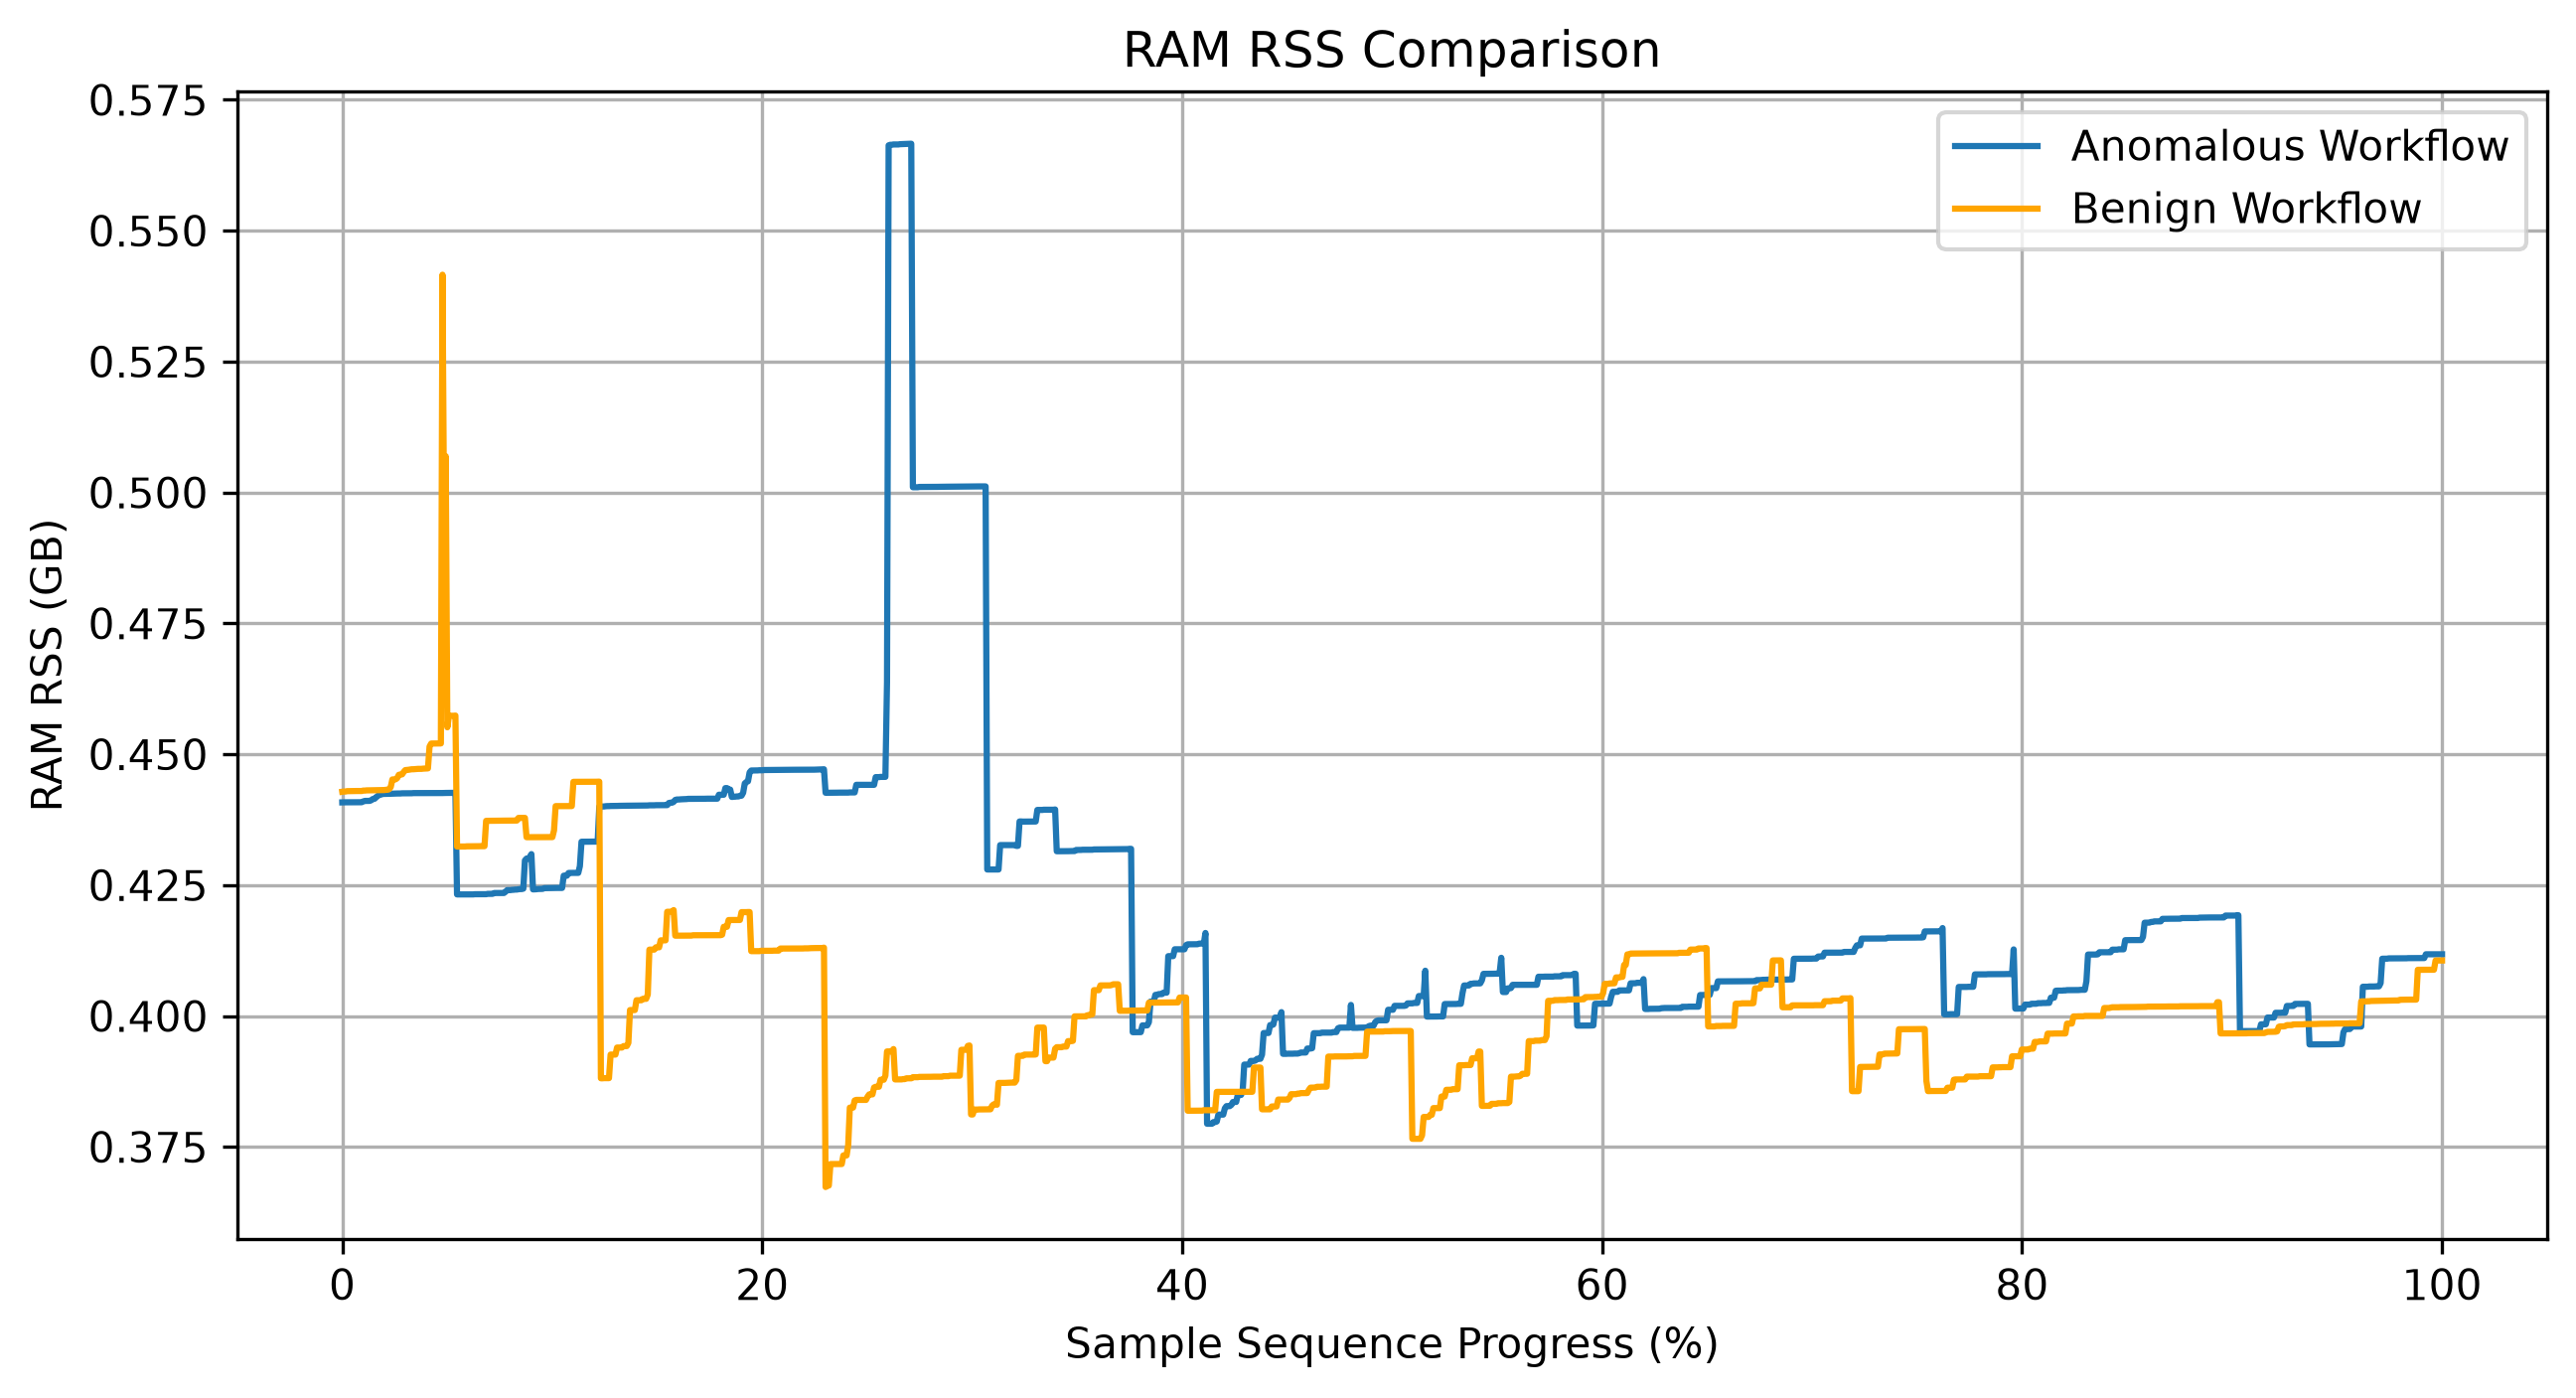 RAM RSS Comparison
Anomalous Workflow
Benign Workflow
RAM RSS (GB)
0.575
0.550
0.525
0.500
0.475
0.450
0.425
0.400
0.375
0 20 40 60 80 100
Sample Sequence Progress (%)